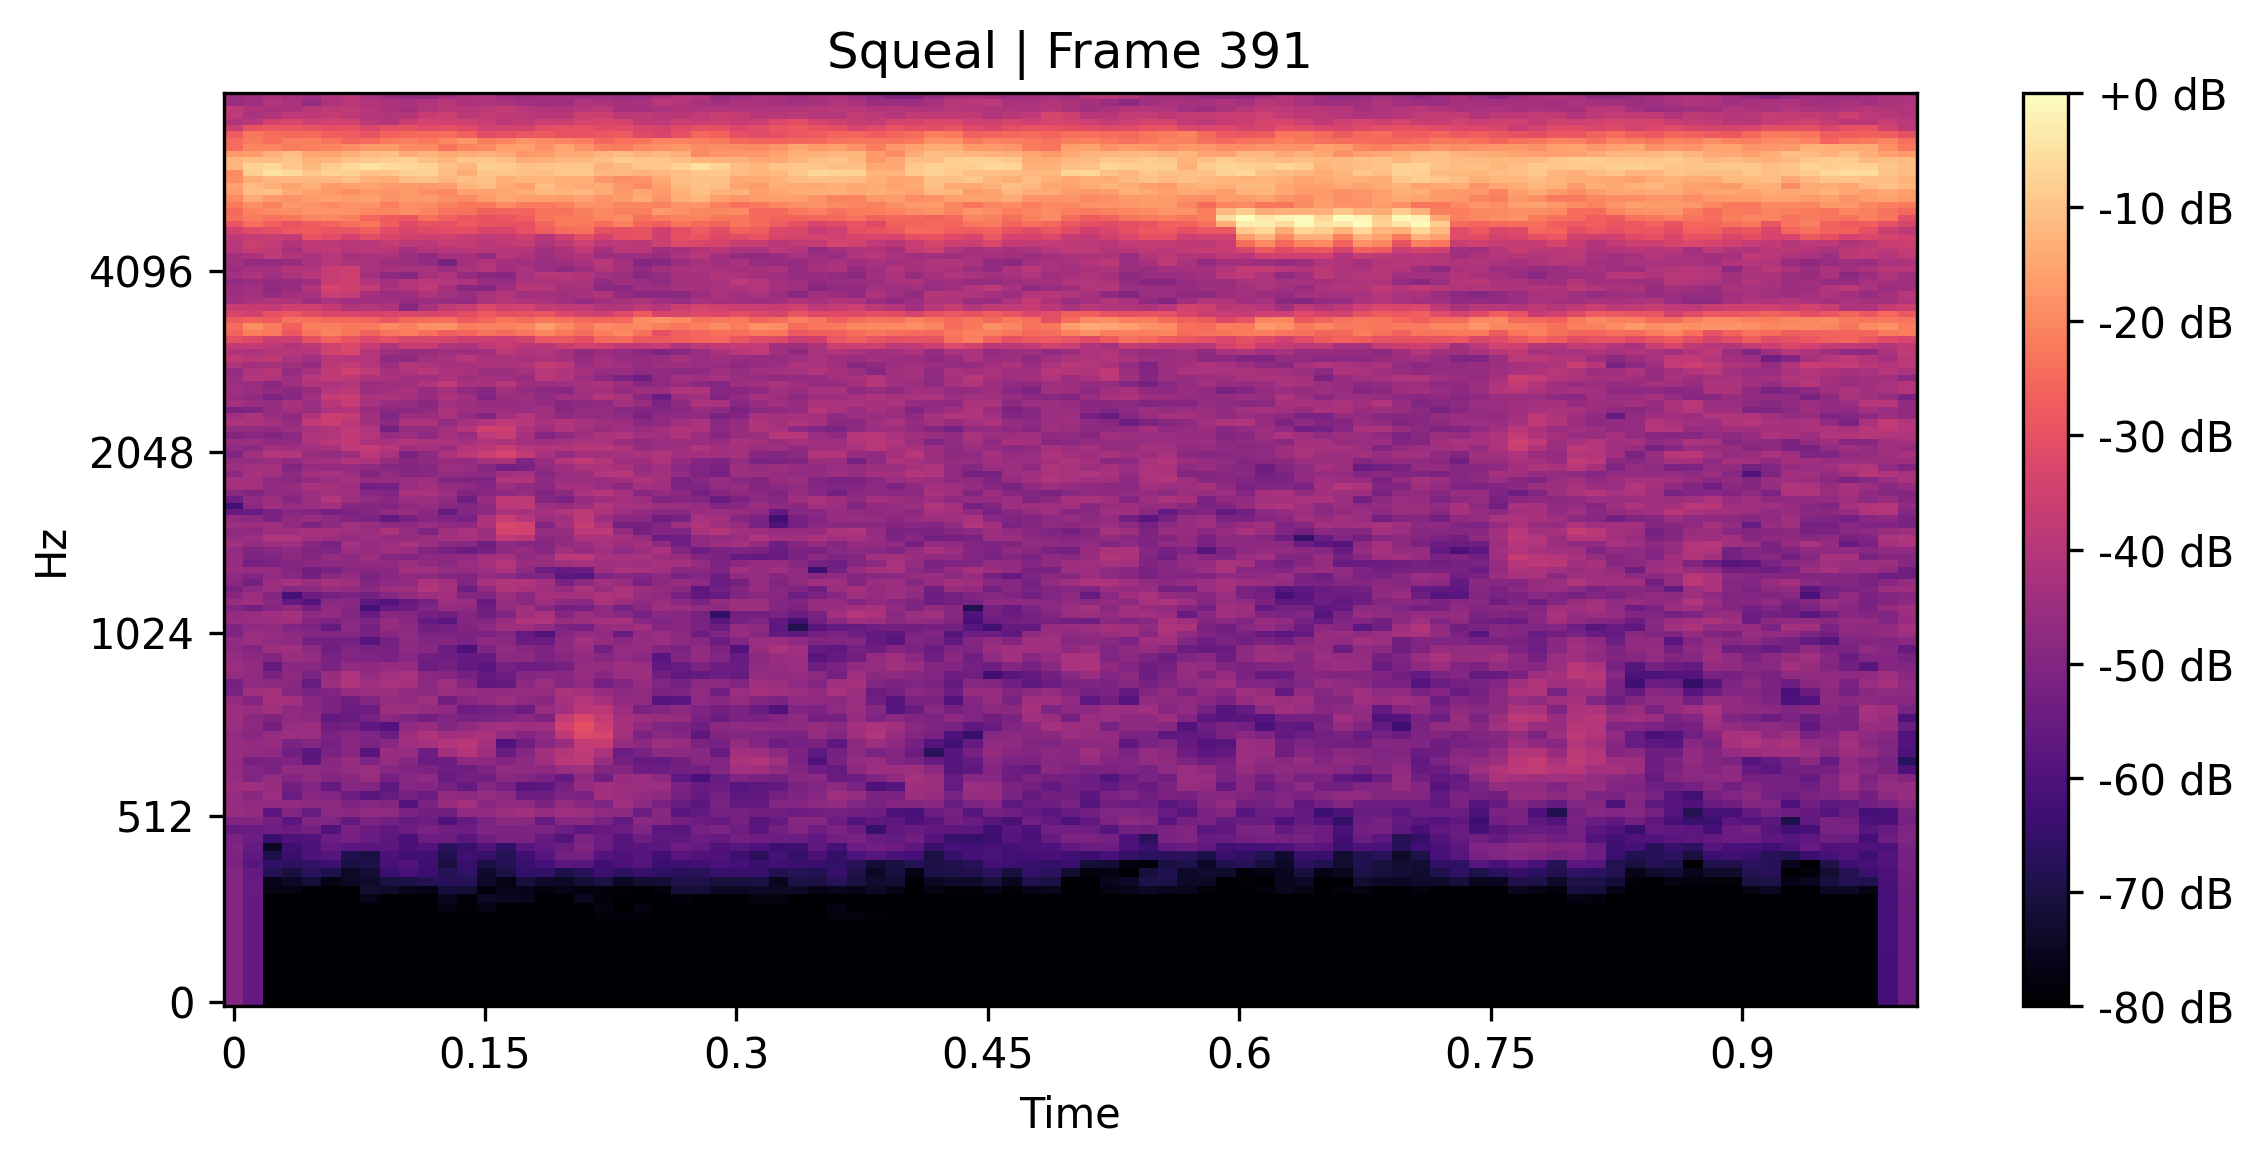 Squeal | Frame 391
+0 dB
-10 dB
-20 dB
-30 dB
-40 dB
-50 dB
-60 dB
-70 dB
-80 dB
Hz
4096
2048
1024
512
0
0 0.15 0.3 0.45 0.6 0.75 0.9
Time